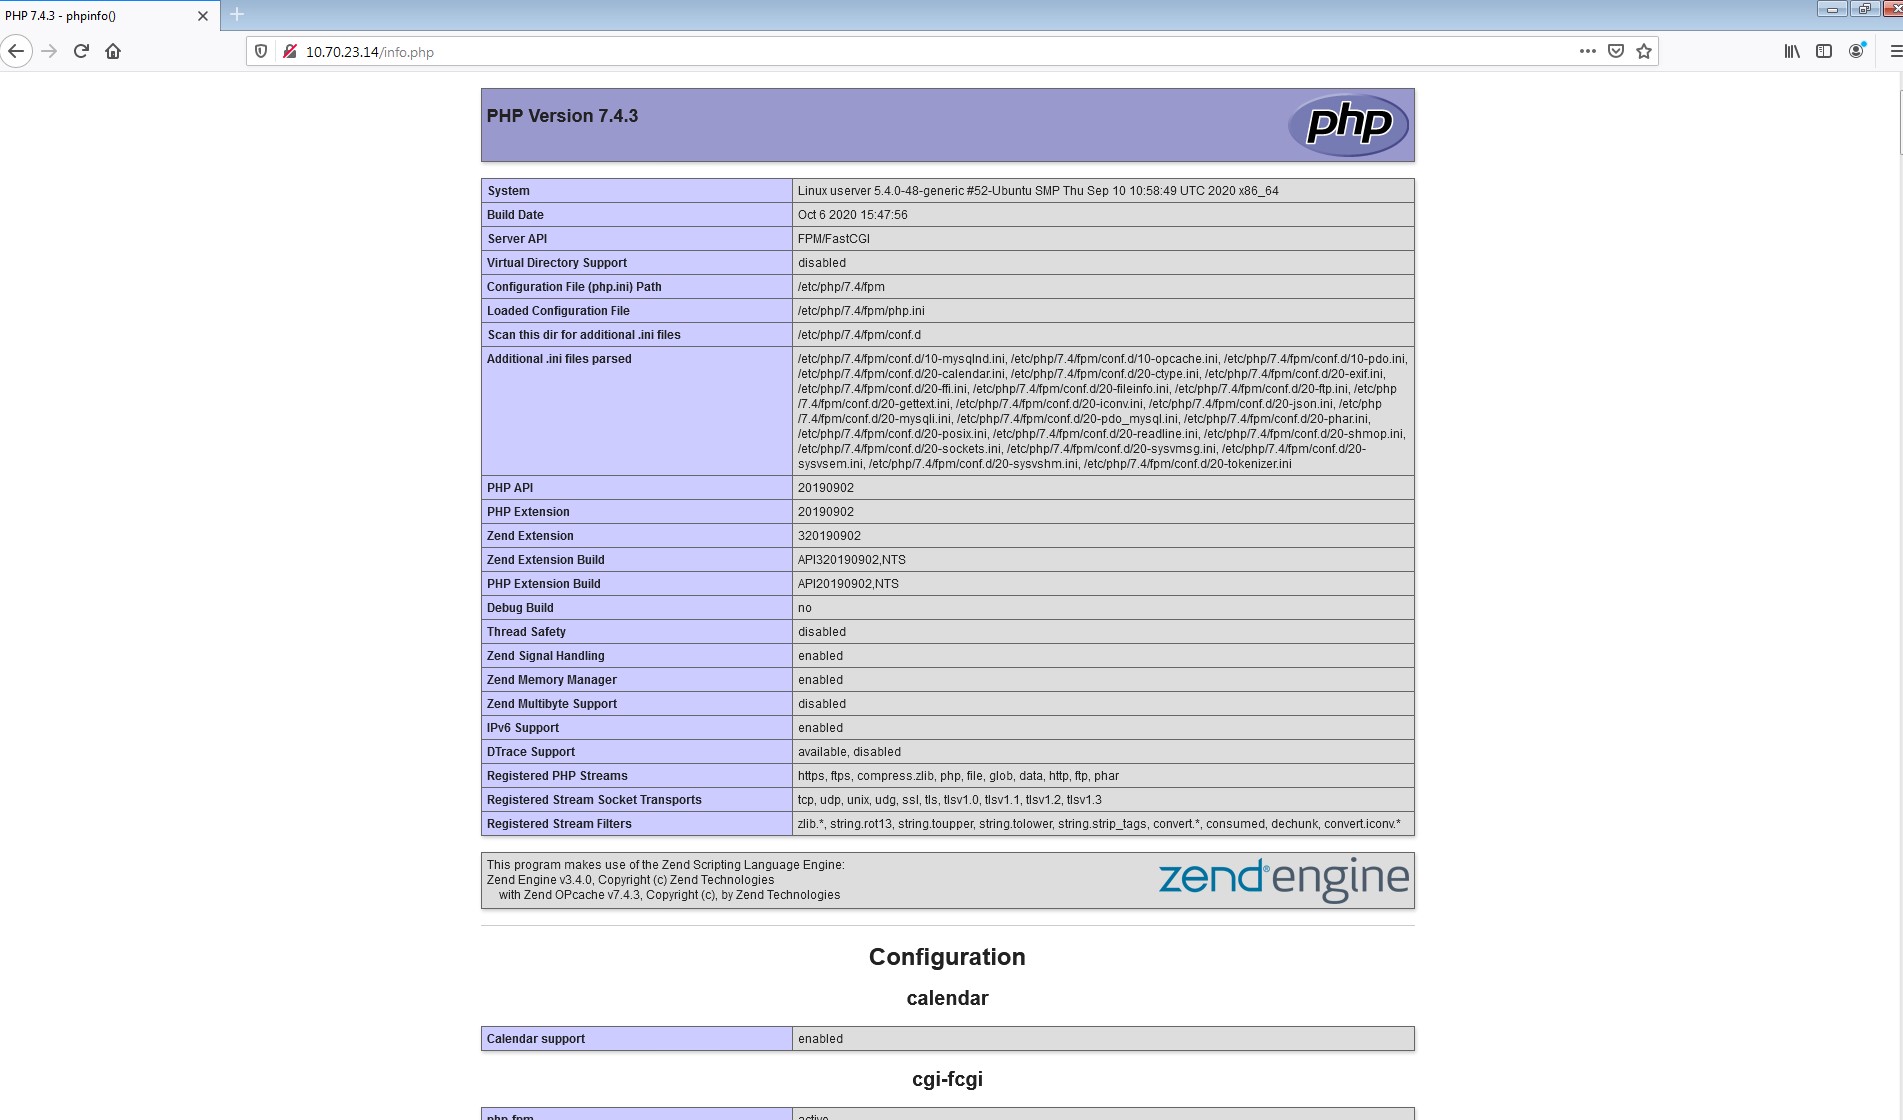 PHP 7.4.3 - phpinfo()
10.70.23.14/info.php
PHP Version 7.4.3
php
System Linux userver 5.4.0-48-generic #52-Ubuntu SMP Thu Sep 10 10:58:49 UTC 2020 x86_64
Build Date Oct 6 2020 15:47:56
Server API FPM/FastCGI
Virtual Directory Support disabled
Configuration File (php.ini) Path /etc/php/7.4/fpm
Loaded Configuration File /etc/php/7.4/fpm/php.ini
Scan this dir for additional .ini files /etc/php/7.4/fpm/conf.d
Additional .ini files parsed /etc/php/7.4/fpm/conf.d/10-mysqlnd.ini, /etc/php/7.4/fpm/conf.d/10-opcache.ini, /etc/php/7.4/fpm/conf.d/10-pdo.ini,
/etc/php/7.4/fpm/conf.d/20-calendar.ini, /etc/php/7.4/fpm/conf.d/20-ctype.ini, /etc/php/7.4/fpm/conf.d/20-exif.ini,
/etc/php/7.4/fpm/conf.d/20-ffi.ini, /etc/php/7.4/fpm/conf.d/20-fileinfo.ini, /etc/php/7.4/fpm/conf.d/20-ftp.ini, /etc/php
/7.4/fpm/conf.d/20-gettext.ini, /etc/php/7.4/fpm/conf.d/20-iconv.ini, /etc/php/7.4/fpm/conf.d/20-json.ini, /etc/php
/7.4/fpm/conf.d/20-mysqli.ini, /etc/php/7.4/fpm/conf.d/20-pdo_mysql.ini, /etc/php/7.4/fpm/conf.d/20-phar.ini,
/etc/php/7.4/fpm/conf.d/20-posix.ini, /etc/php/7.4/fpm/conf.d/20-readline.ini, /etc/php/7.4/fpm/conf.d/20-shmop.ini,
/etc/php/7.4/fpm/conf.d/20-sockets.ini, /etc/php/7.4/fpm/conf.d/20-sysvmsg.ini, /etc/php/7.4/fpm/conf.d/20-
sysvsem.ini, /etc/php/7.4/fpm/conf.d/20-sysvshm.ini, /etc/php/7.4/fpm/conf.d/20-tokenizer.ini
PHP API 20190902
PHP Extension 20190902
Zend Extension 320190902
Zend Extension Build API320190902,NTS
PHP Extension Build API20190902,NTS
Debug Build no
Thread Safety disabled
Zend Signal Handling enabled
Zend Memory Manager enabled
Zend Multibyte Support disabled
IPv6 Support enabled
DTrace Support available, disabled
Registered PHP Streams https, ftps, compress.zlib, php, file, glob, data, http, ftp, phar
Registered Stream Socket Transports tcp, udp, unix, udg, ssl, tls, tlsv1.0, tlsv1.1, tlsv1.2, tlsv1.3
Registered Stream Filters zlib.*, string.rot13, string.toupper, string.tolower, string.strip_tags, convert.*, consumed, dechunk, convert.iconv.*
This program makes use of the Zend Scripting Language Engine:
Zend Engine v3.4.0, Copyright (c) Zend Technologies
with Zend OPcache v7.4.3, Copyright (c), by Zend Technologies
zend® engine
Configuration
calendar
Calendar support enabled
cgi-fcgi
php-fpm active